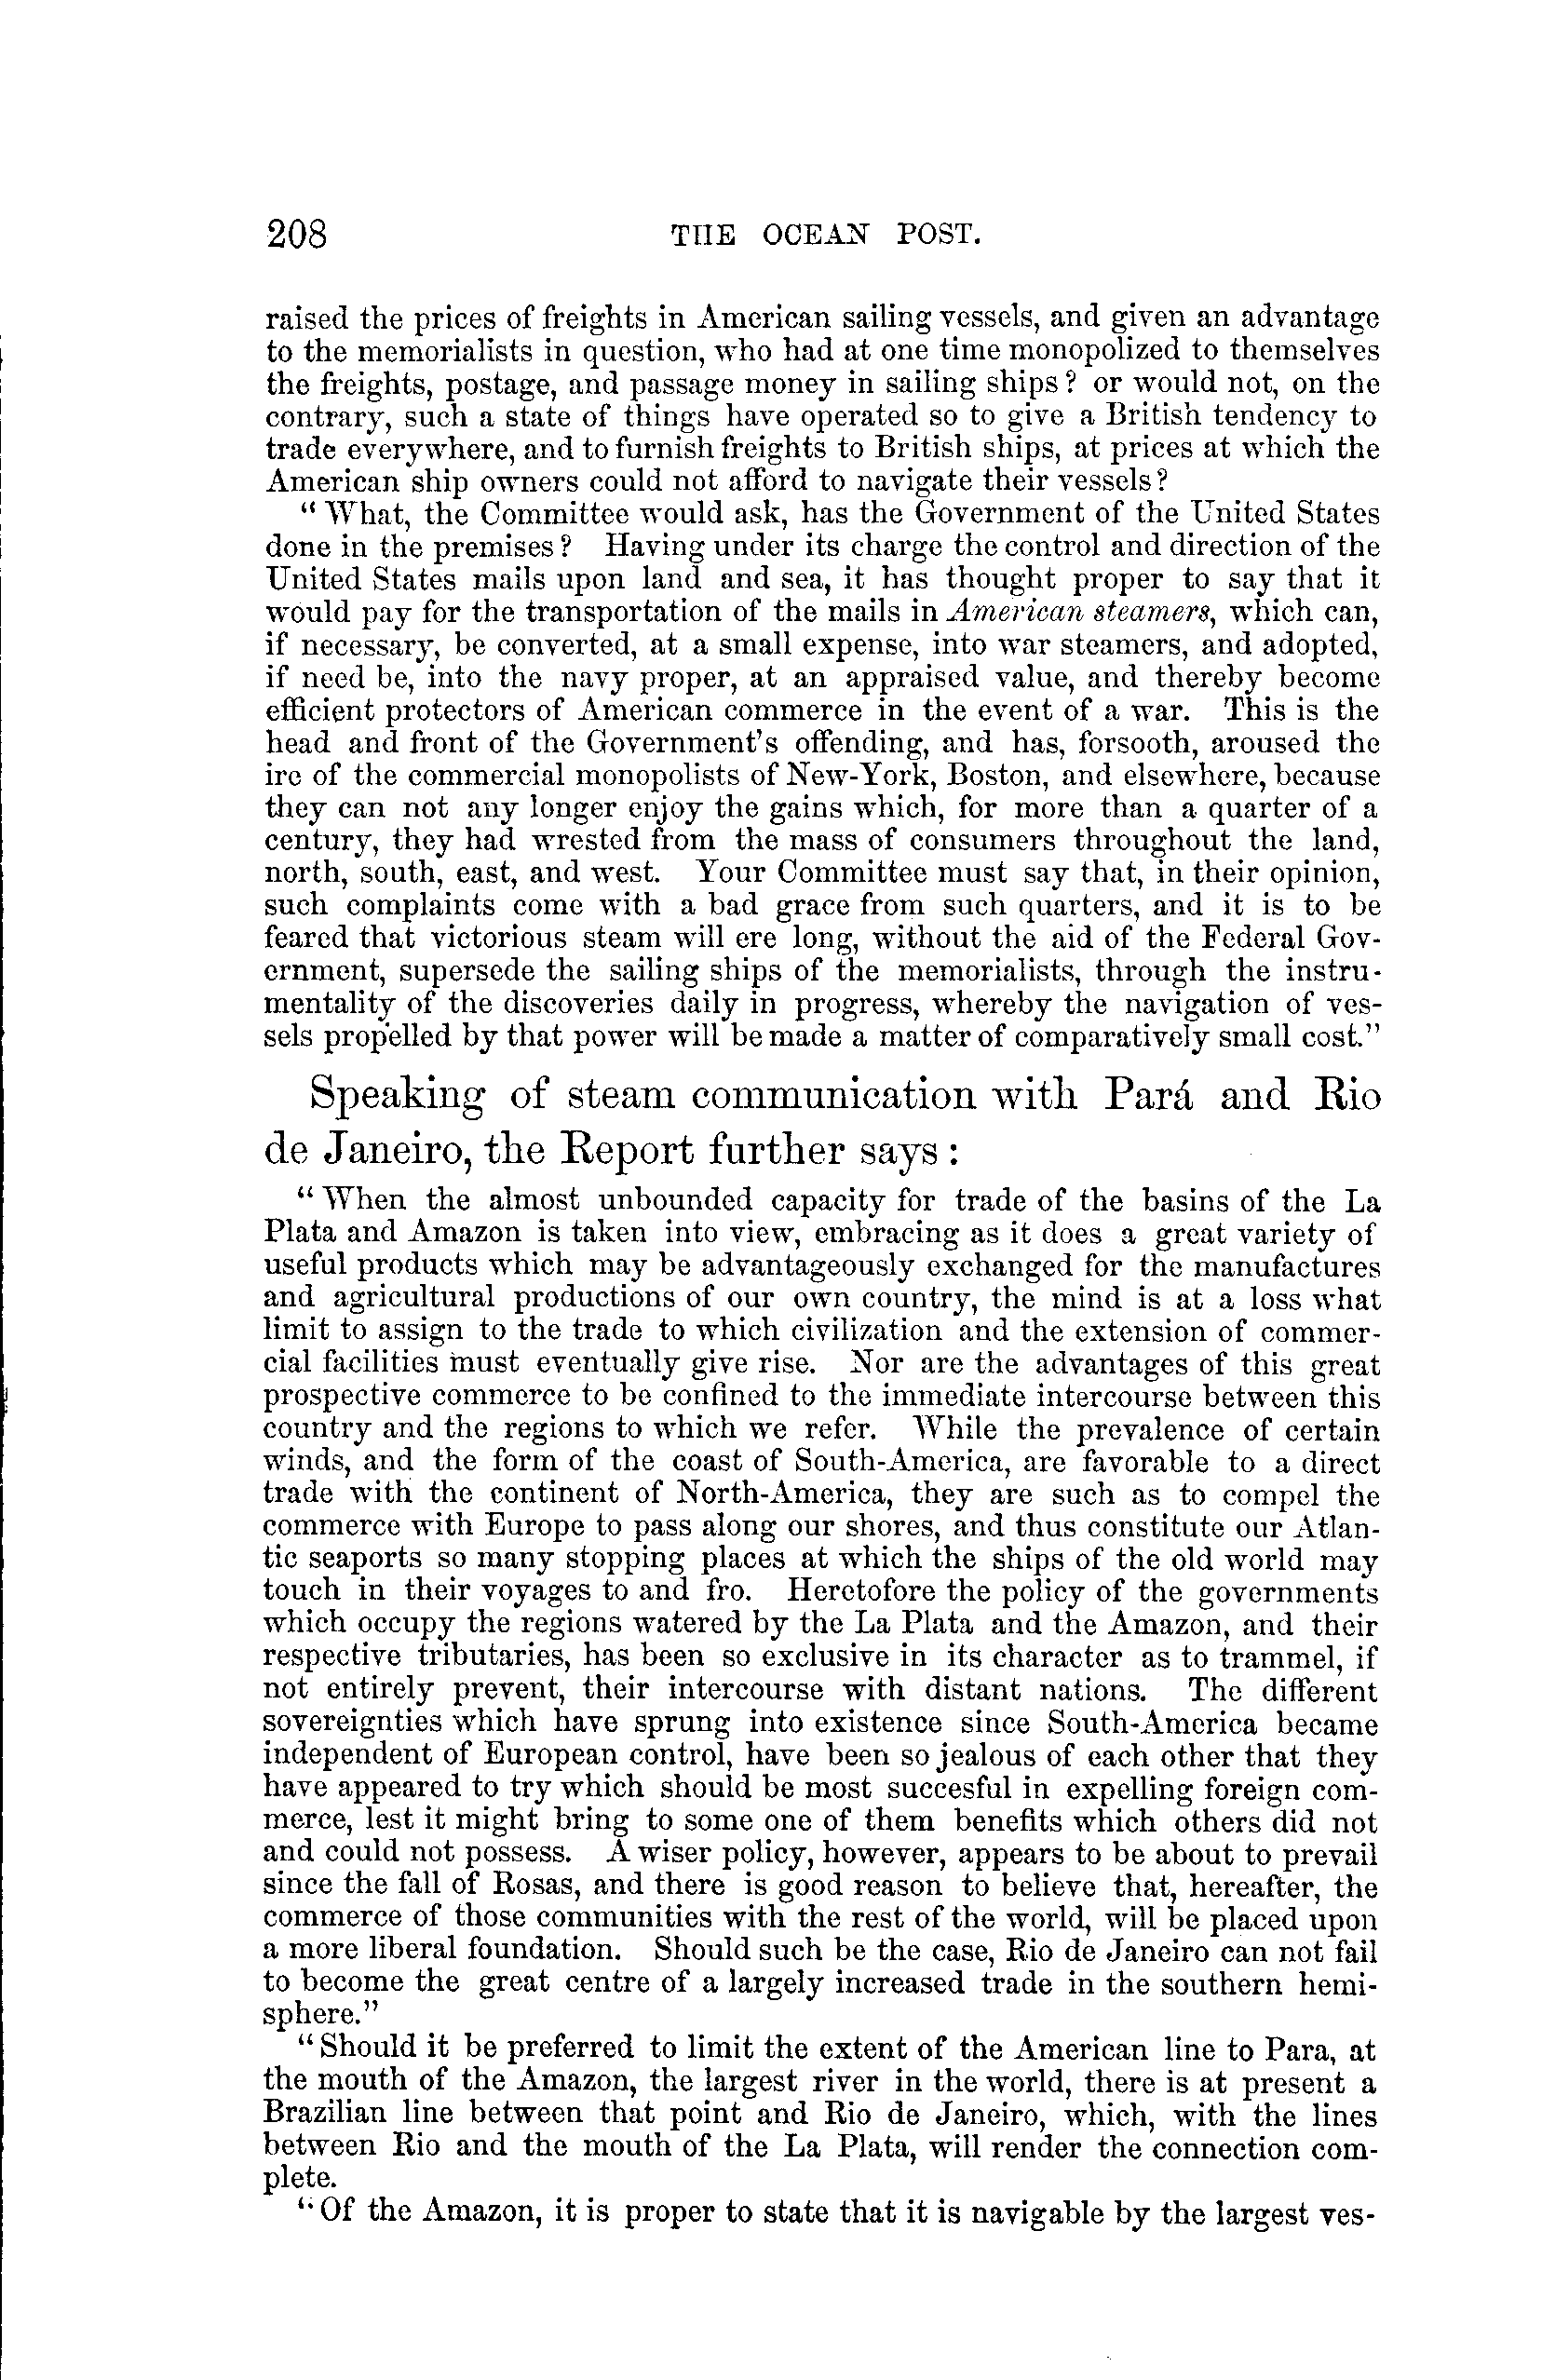 208 THE OCEAN POST.
raised the prices of freights in American sailing vessels, and given an advantage
to the memorialists in question, who had at one time monopolized to themselves
the freights, postage, and passage money in sailing ships? or would not, on the
contrary, such a state of things have operated so to give a British tendency to
trade everywhere, and to furnish freights to British ships, at prices at which the
American ship owners could not afford to navigate their vessels?
"What, the Committee would ask, has the Government of the United States
done in the premises? Having under its charge the control and direction of the
United States mails upon land and sea, it has thought proper to say that it
would pay for the transportation of the mails in American steamers, which can,
if necessary, be converted, at a small expense, into war steamers, and adopted,
if need be, into the navy proper, at an appraised value, and thereby become
efficient protectors of American commerce in the event of a war. This is the
head and front of the Government's offending, and has, forsooth, aroused the
ire of the commercial monopolists of New-York, Boston, and elsewhere, because
they can not any longer enjoy the gains which, for more than a quarter of a
century, they had wrested from the mass of consumers throughout the land,
north, south, east, and west. Your Committee must say that, in their opinion,
such complaints come with a bad grace from such quarters, and it is to be
feared that victorious steam will ere long, without the aid of the Federal Gov-
ernment, supersede the sailing ships of the memorialists, through the instru-
mentality of the discoveries daily in progress, whereby the navigation of ves-
sels propelled by that power will be made a matter of comparatively small cost."
Speaking of steam communication with Pará and Rio
de Janeiro, the Report further says:
"When the almost unbounded capacity for trade of the basins of the La
Plata and Amazon is taken into view, embracing as it does a great variety of
useful products which may be advantageously exchanged for the manufactures
and agricultural productions of our own country, the mind is at a loss what
limit to assign to the trade to which civilization and the extension of commer-
cial facilities must eventually give rise. Nor are the advantages of this great
prospective commerce to be confined to the immediate intercourse between this
country and the regions to which we refer. While the prevalence of certain
winds, and the form of the coast of South-America, are favorable to a direct
trade with the continent of North-America, they are such as to compel the
commerce with Europe to pass along our shores, and thus constitute our Atlan-
tic seaports so many stopping places at which the ships of the old world may
touch in their voyages to and fro. Heretofore the policy of the governments
which occupy the regions watered by the La Plata and the Amazon, and their
respective tributaries, has been so exclusive in its character as to trammel, if
not entirely prevent, their intercourse with distant nations. The different
sovereignties which have sprung into existence since South-America became
independent of European control, have been so jealous of each other that they
have appeared to try which should be most succesful in expelling foreign com-
merce, lest it might bring to some one of them benefits which others did not
and could not possess. A wiser policy, however, appears to be about to prevail
since the fall of Rosas, and there is good reason to believe that, hereafter, the
commerce of those communities with the rest of the world, will be placed upon
a more liberal foundation. Should such be the case, Rio de Janeiro can not fail
to become the great centre of a largely increased trade in the southern hemi-
sphere."
"Should it be preferred to limit the extent of the American line to Para, at
the mouth of the Amazon, the largest river in the world, there is at present a
Brazilian line between that point and Rio de Janeiro, which, with the lines
between Rio and the mouth of the La Plata, will render the connection com-
plete.
"Of the Amazon, it is proper to state that it is navigable by the largest ves-